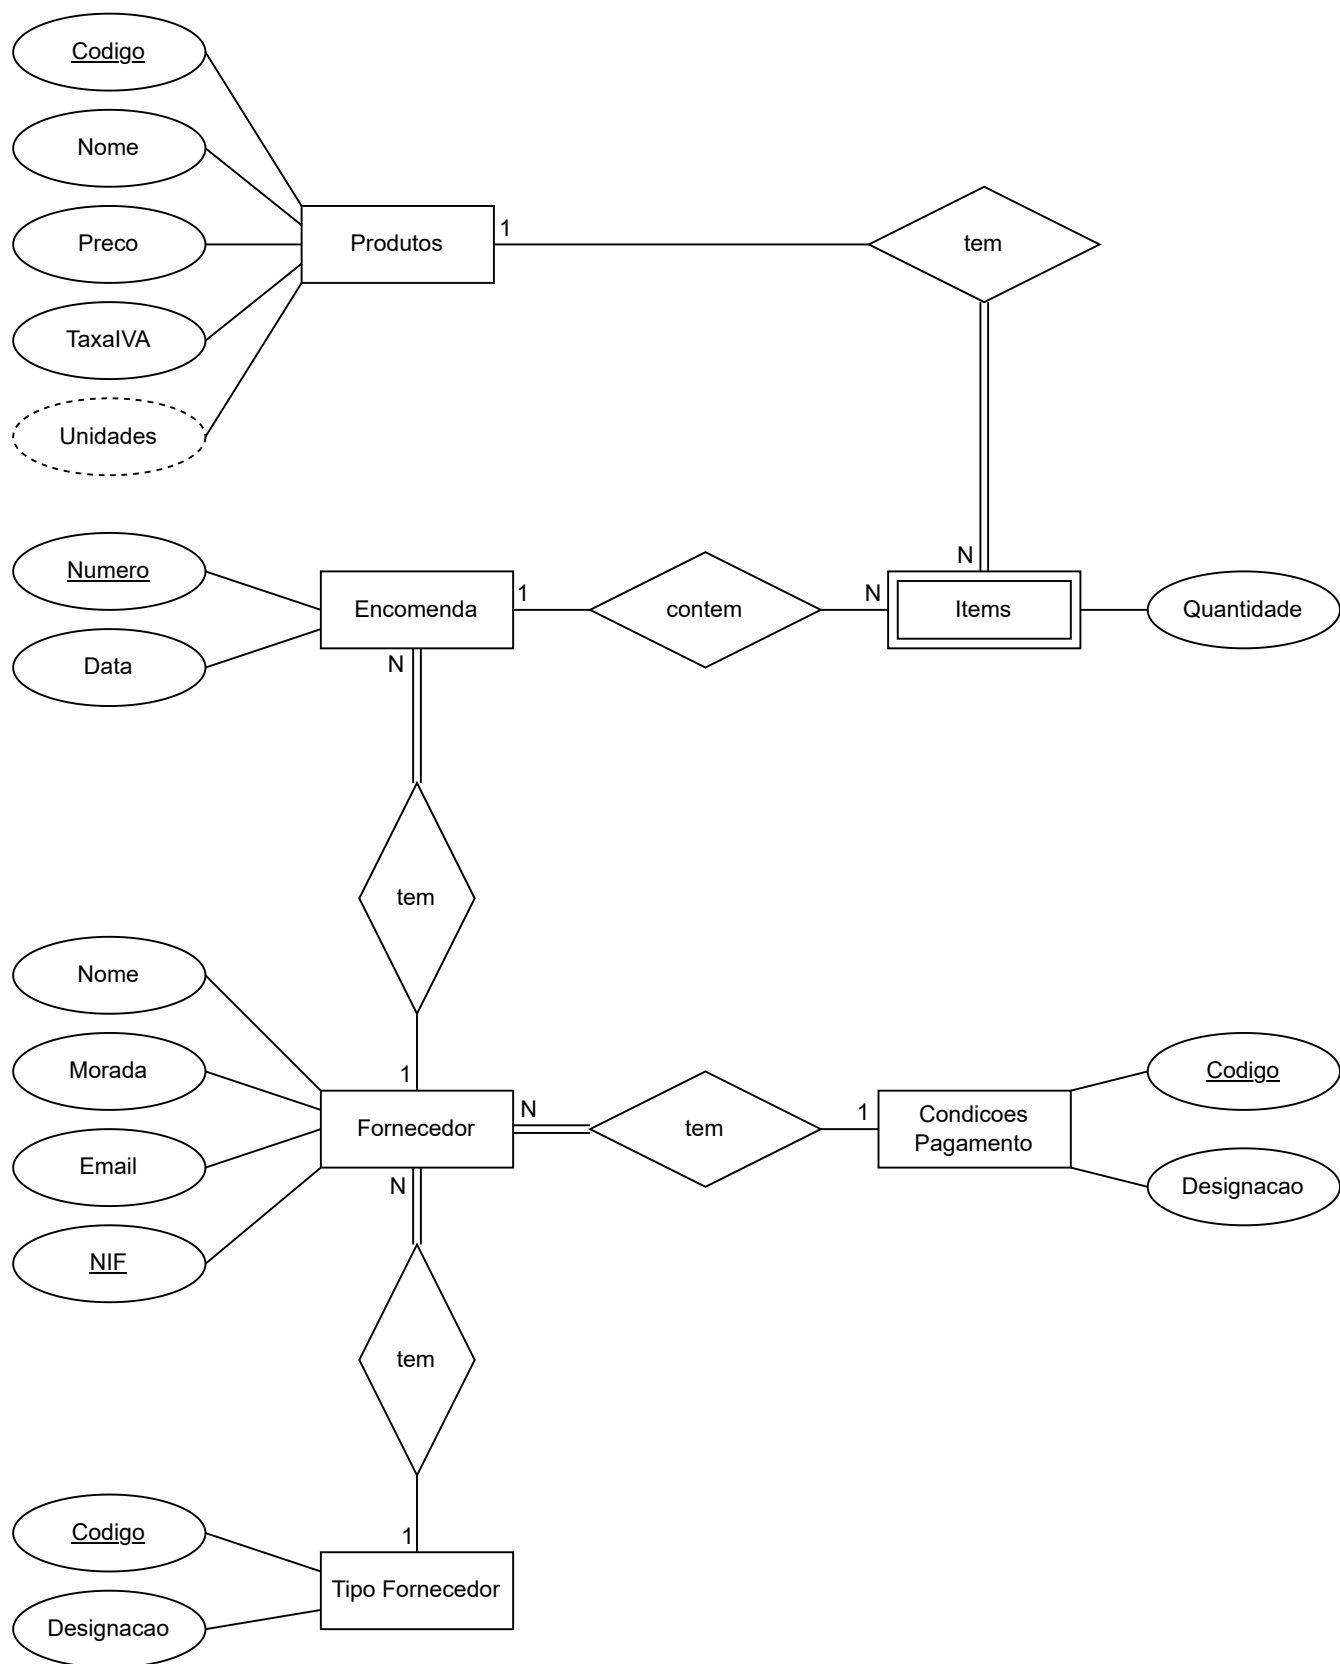 Codigo
Nome
Preco
TaxaIVA
Unidades
Produtos
1
tem
N
Numero
Data
Encomenda
1
contem
N
Items
Quantidade
N
tem
1
Nome
Morada
Email
NIF
Fornecedor
N
tem
1
Condicoes
Pagamento
Codigo
Designacao
N
tem
1
Codigo
Designacao
Tipo Fornecedor